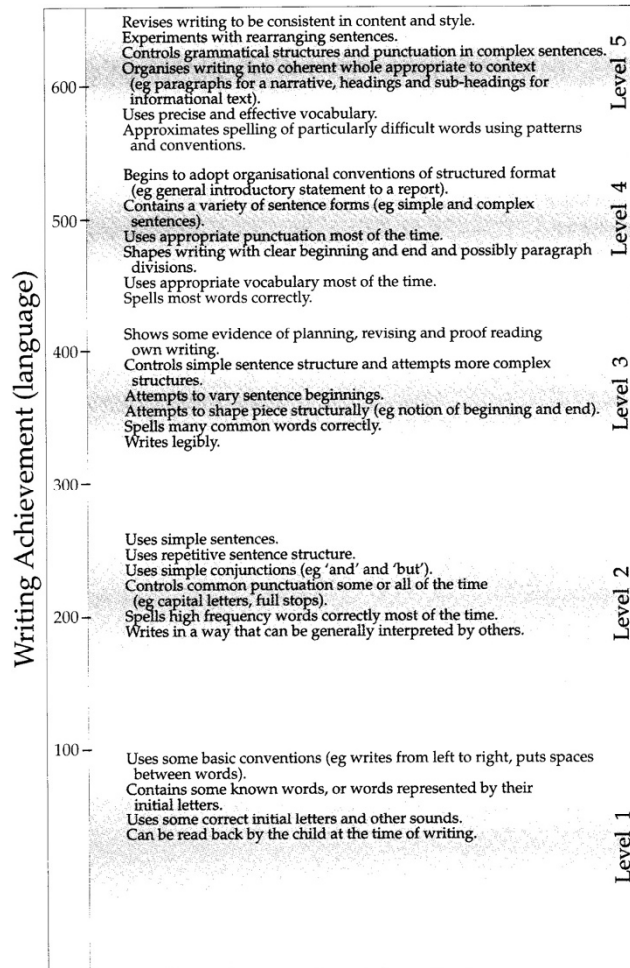 Revises writing to be consistent in content and style.
Experiments with rearranging sentences.
Controls grammatical structures and punctuation in complex sentences.
Organises writing into coherent whole appropriate to context
(eg paragraphs for a narrative, headings and sub-headings for
informational text).
Uses precise and effective vocabulary.
Approximates spelling of particularly difficult words using patterns
and conventions.
Level 5
600
Begins to adopt organisational conventions of structured format
(eg general introductory statement to a report).
Contains a variety of sentence forms (eg simple and complex
sentences).
Uses appropriate punctuation most of the time.
Shapes writing with clear beginning and end and possibly paragraph
divisions.
Uses appropriate vocabulary most of the time.
Spells most words correctly.
Level 4
500
Shows some evidence of planning, revising and proof reading
own writing.
Controls simple sentence structure and attempts more complex
structures.
Attempts to vary sentence beginnings.
Attempts to shape piece structurally (eg notion of beginning and end).
Spells many common words correctly.
Writes legibly.
Level 3
400
300
Writing Achievement (language)
Uses simple sentences.
Uses repetitive sentence structure.
Uses simple conjunctions (eg 'and' and 'but').
Controls common punctuation some or all of the time
(eg capital letters, full stops).
Spells high frequency words correctly most of the time.
Writes in a way that can be generally interpreted by others.
Level 2
200
100
Uses some basic conventions (eg writes from left to right, puts spaces
between words).
Contains some known words, or words represented by their
initial letters.
Uses some correct initial letters and other sounds.
Can be read back by the child at the time of writing.
Level 1